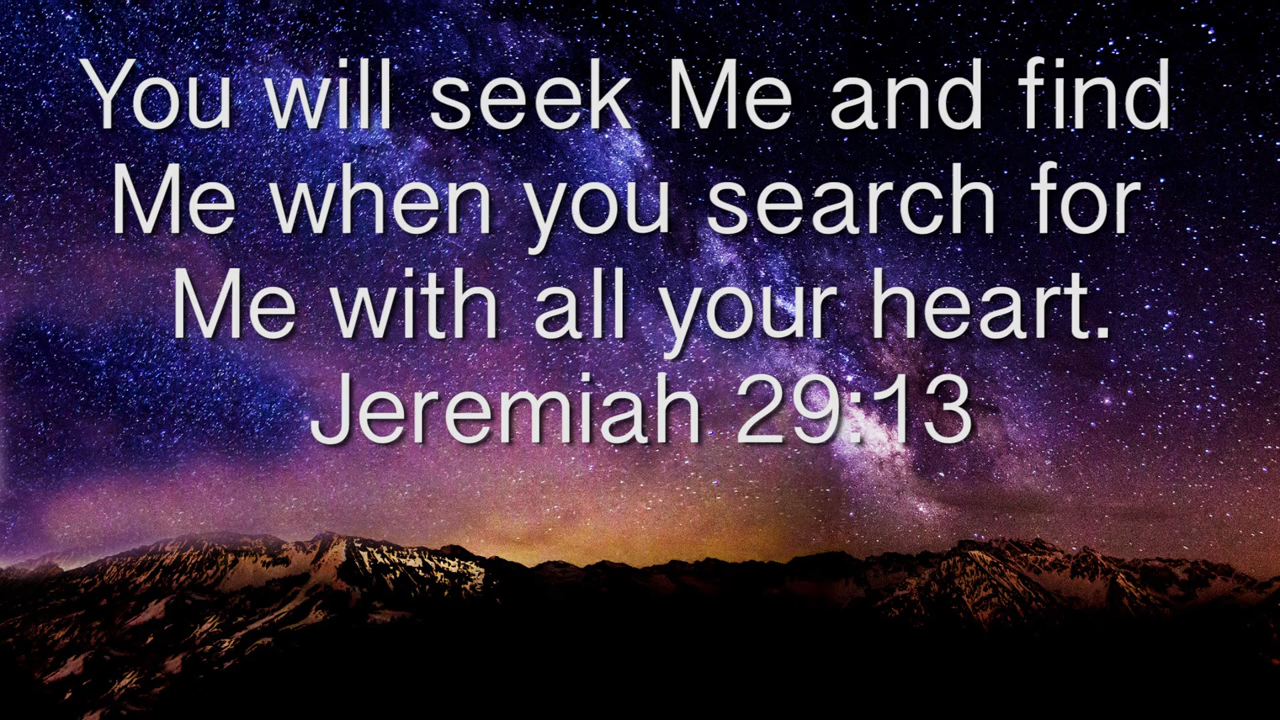 You will seek Me and find
Me when you search for
Me with all your heart.
Jeremiah 29:13